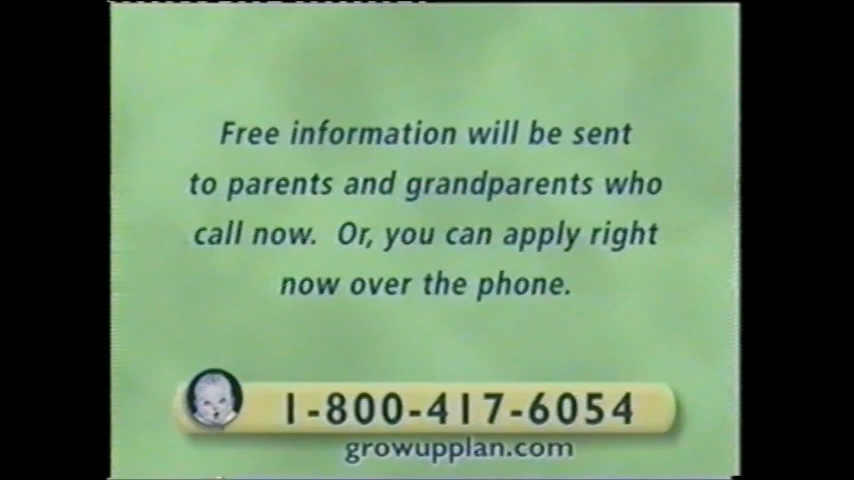 Free information will be sent
to parents and grandparents who
call now.  Or, you can apply right
now over the phone.
1-800-417-6054
growupplan.com